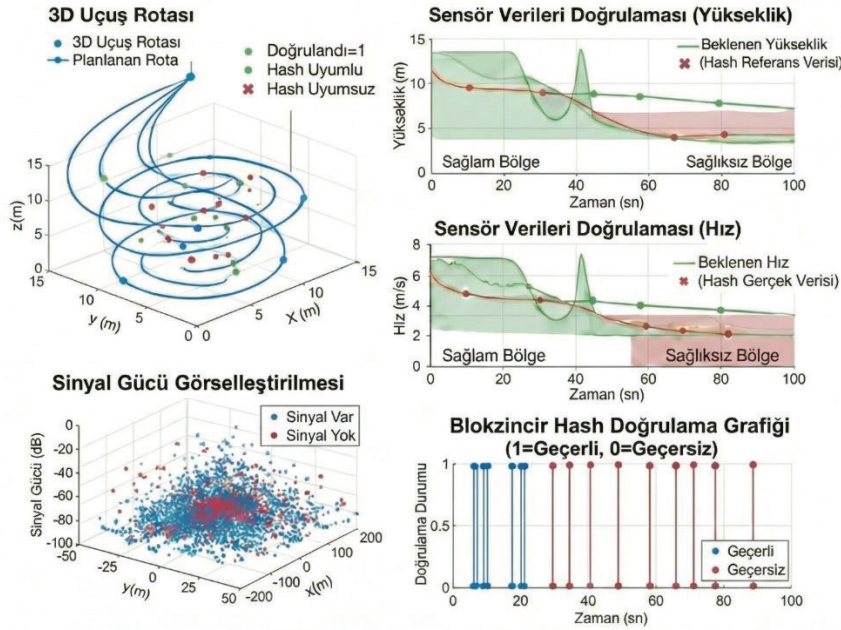 3D Uçuş Rotası
3D Uçuş Rotası
Planlanan Rota
Doğrulandı=1
Hash Uyumlu
Hash Uyumsuz
15
10
5
0
z(m)
15
10
5
0
y (m)
0
5
10
15
X (m)
Sensör Verileri Doğrulaması (Yükseklik)
Beklenen Yükseklik
(Hash Referans Verisi)
15
10
5
0
Yükseklik (m)
Sağlam Bölge
Sağlıksız Bölge
0 20 40 60 80 100
Zaman (sn)
Sensör Verileri Doğrulaması (Hız)
Beklenen Hız
(Hash Gerçek Verisi)
8
6
4
2
0
Hız (m/s)
Sağlam Bölge
Sağlıksız Bölge
0 20 40 60 80 100
Zaman (sn)
Sinyal Gücü Görselleştirilmesi
Sinyal Var
Sinyal Yok
0
-20
-40
-60
-80
-100
Sinyal Gücü (dB)
-50
-25
0
25
50
y(m)
-200
-100
0
100
200
x(m)
Blokzincir Hash Doğrulama Grafiği
(1=Geçerli, 0=Geçersiz)
1
0.5
0
Doğrulama Durumu
Geçerli
Geçersiz
0 20 40 60 80 100
Zaman (sn)